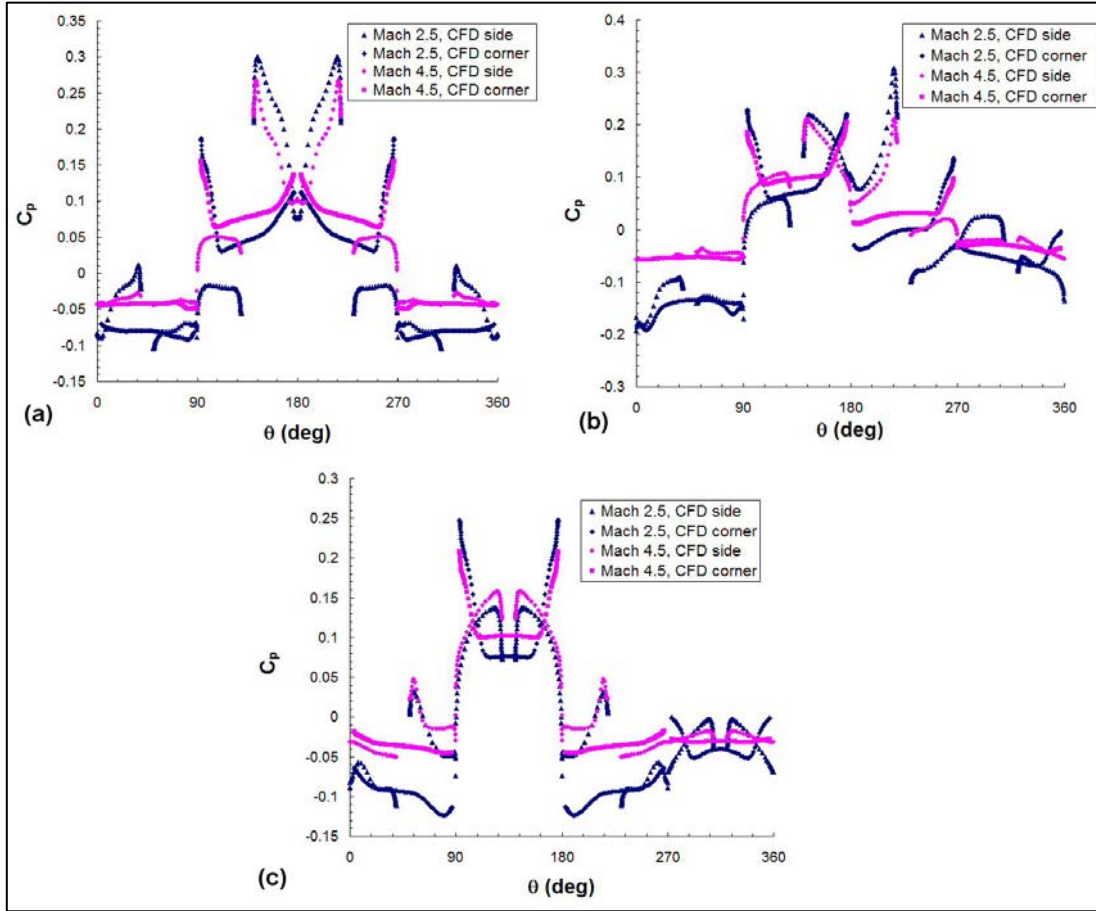 0.35
0.3
0.25
0.2
0.15
0.1
0.05
0
-0.05
-0.1
-0.15
Cp
0 90 180 270 360
θ (deg)
(a)
Mach 2.5, CFD side
Mach 2.5, CFD corner
Mach 4.5, CFD side
Mach 4.5, CFD corner
0.4
0.3
0.2
0.1
0
-0.1
-0.2
-0.3
Cp
0 90 180 270 360
θ (deg)
(b)
Mach 2.5, CFD side
Mach 2.5, CFD corner
Mach 4.5, CFD side
Mach 4.5, CFD corner
0.3
0.25
0.2
0.15
0.1
0.05
0
-0.05
-0.1
-0.15
Cp
0 90 180 270 360
θ (deg)
(c)
Mach 2.5, CFD side
Mach 2.5, CFD corner
Mach 4.5, CFD side
Mach 4.5, CFD corner